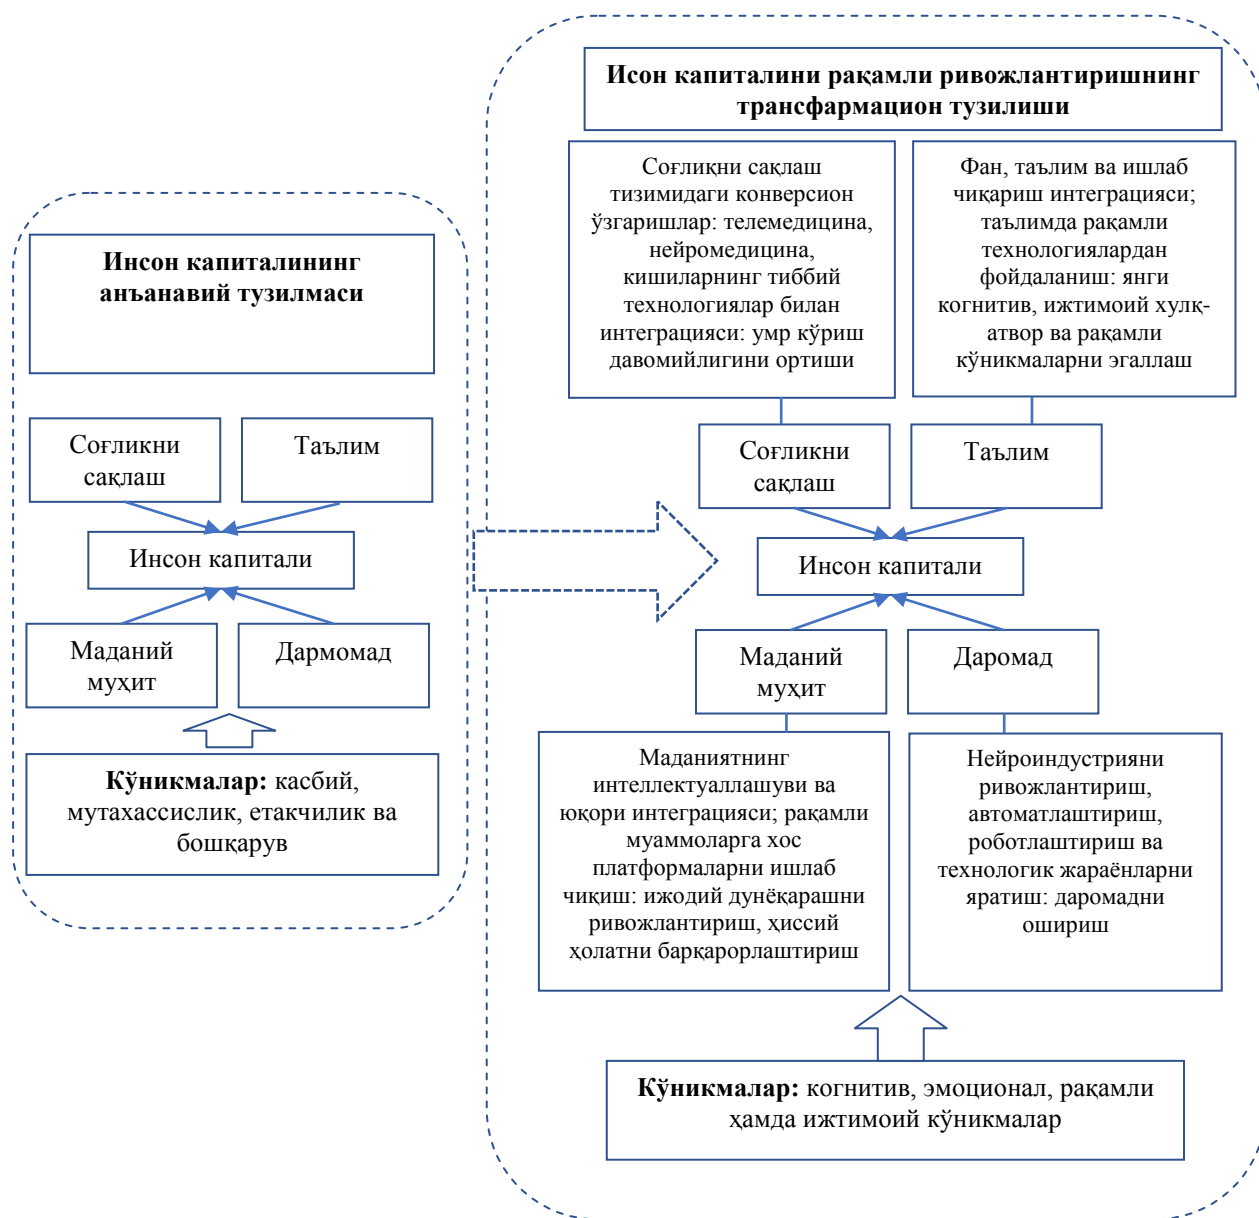 Инсон капиталининг
анъанавий тузилмаси
Соғликни
сақлаш
Таълим
Инсон капитали
Маданий
муҳит
Дармомад
Кўникмалар: касбий,
мутахассислик, етакчилик ва
бошқарув
Исон капиталини рақамли ривожлантиришнинг
трансфармацион тузилиши
Соғлиқни сақлаш
тизимидаги конверсион
ўзгаришлар: телемедицина,
нейромедицина,
кишиларнинг тиббий
технологиялар билан
интеграцияси: умр кўриш
давомийлигини ортиши
Фан, таълим ва ишлаб
чиқариш интеграцияси;
таълимда рақамли
технологиялардан
фойдаланиш: янги
когнитив, ижтимоий хулқ-
атвор ва рақамли
кўникмаларни эгаллаш
Соғликни
сақлаш
Таълим
Инсон капитали
Маданий
муҳит
Даромад
Маданиятнинг
интеллектуаллашуви ва
юқори интеграцияси; рақамли
муаммоларга хос
платформаларни ишлаб
чиқиш: ижодий дунёқарашни
ривожлантириш, ҳиссий
ҳолатни барқарорлаштириш
Нейроиндустрияни
ривожлантириш,
автоматлаштириш,
роботлаштириш ва
технологик жараёнларни
яратиш: даромадни
ошириш
Кўникмалар: когнитив, эмоционал, рақамли
ҳамда ижтимоий кўникмалар